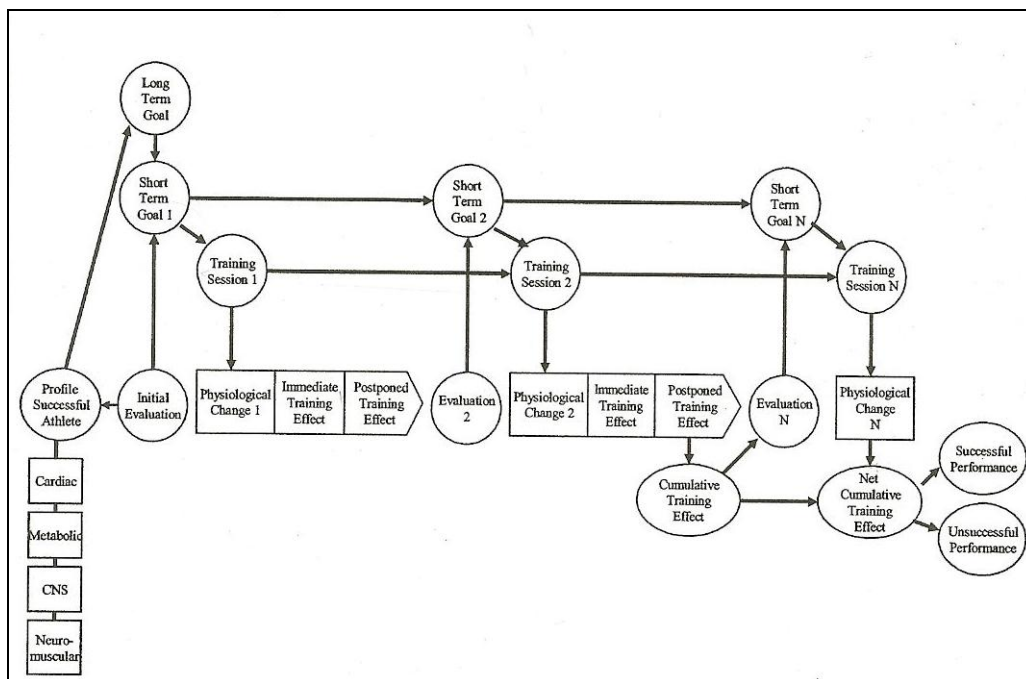 Long
Term
Goal
Short
Term
Goal 1
Short
Term
Goal 2
Short
Term
Goal N
Training
Session 1
Training
Session 2
Training
Session N
Profile
Successful
Athlete
Initial
Evaluation
Physiological
Change 1
Immediate
Training
Effect
Postponed
Training
Effect
Evaluation
2
Physiological
Change 2
Immediate
Training
Effect
Postponed
Training
Effect
Evaluation
N
Physiological
Change
N
Cardiac
Metabolic
CNS
Neuro-
muscular
Cumulative
Training
Effect
Net
Cumulative
Training
Effect
Successful
Performance
Unsuccessful
Performance